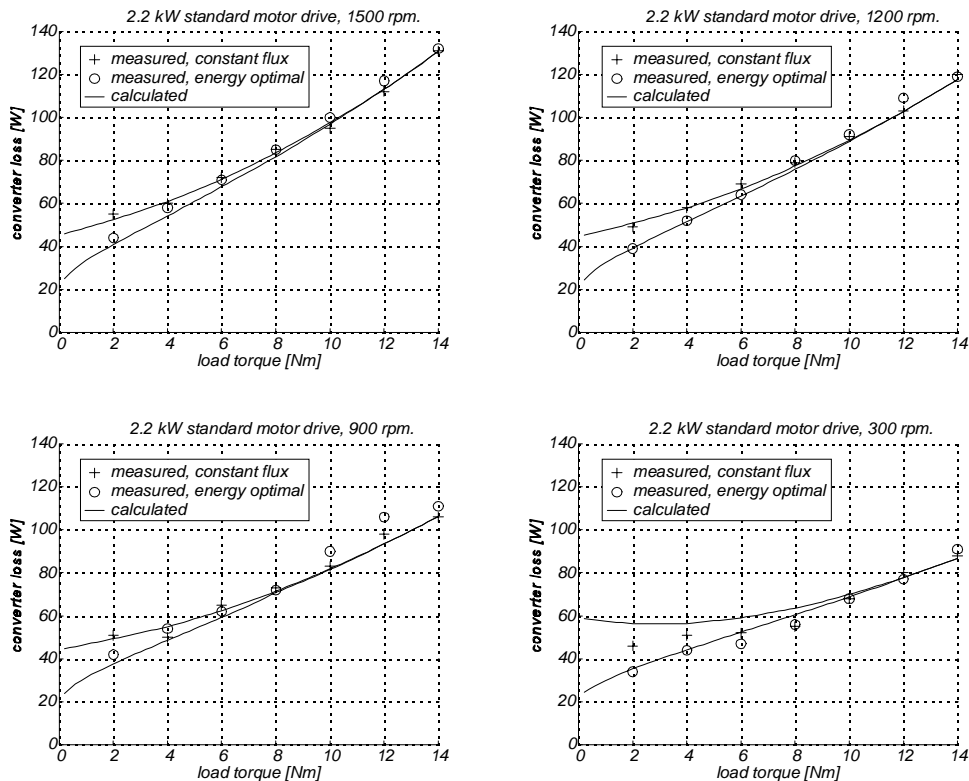 2.2 kW standard motor drive, 1500 rpm.
140
120
100
80
60
40
20
0
converter loss [W]
+ measured, constant flux
o measured, energy optimal
calculated
0 2 4 6 8 10 12 14
load torque [Nm]
2.2 kW standard motor drive, 1200 rpm.
140
120
100
80
60
40
20
0
converter loss [W]
+ measured, constant flux
o measured, energy optimal
calculated
0 2 4 6 8 10 12 14
load torque [Nm]
2.2 kW standard motor drive, 900 rpm.
140
120
100
80
60
40
20
0
converter loss [W]
+ measured, constant flux
o measured, energy optimal
calculated
0 2 4 6 8 10 12 14
load torque [Nm]
2.2 kW standard motor drive, 300 rpm.
140
120
100
80
60
40
20
0
converter loss [W]
+ measured, constant flux
o measured, energy optimal
calculated
0 2 4 6 8 10 12 14
load torque [Nm]